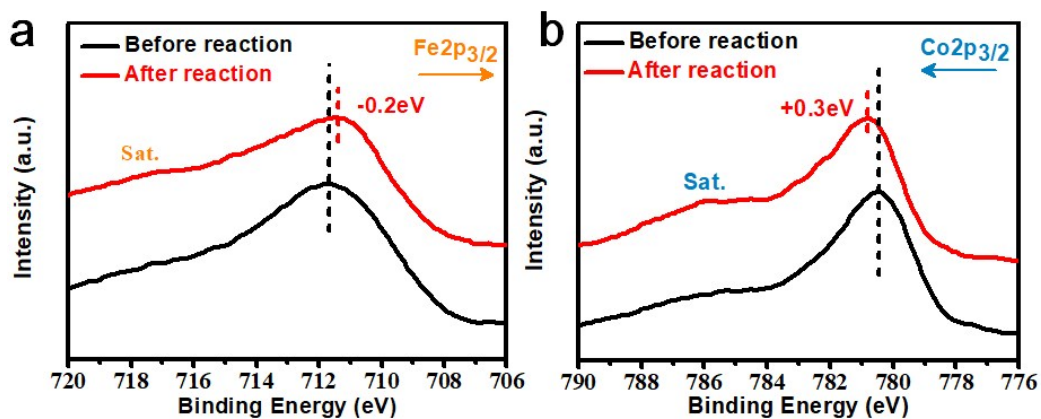 a
Before reaction
After reaction
Fe2p3/2
-0.2eV
Sat.
Intensity (a.u.)
720 718 716 714 712 710 708 706
Binding Energy (eV)
b
Before reaction
After reaction
Co2p3/2
+0.3eV
Sat.
Intensity (a.u.)
790 788 786 784 782 780 778 776
Binding Energy (eV)